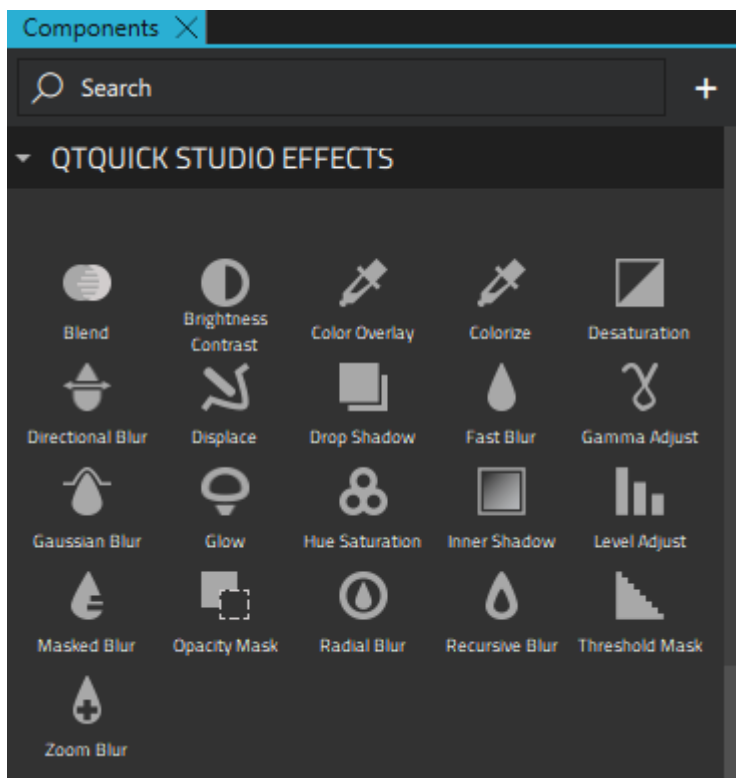 Components
Search
QTQUICK STUDIO EFFECTS
Blend
Brightness
Contrast
Color Overlay
Colorize
Desaturation
Directional Blur
Displace
Drop Shadow
Fast Blur
Gamma Adjust
Gaussian Blur
Glow
Hue Saturation
Inner Shadow
Level Adjust
Masked Blur
Opacity Mask
Radial Blur
Recursive Blur
Threshold Mask
Zoom Blur